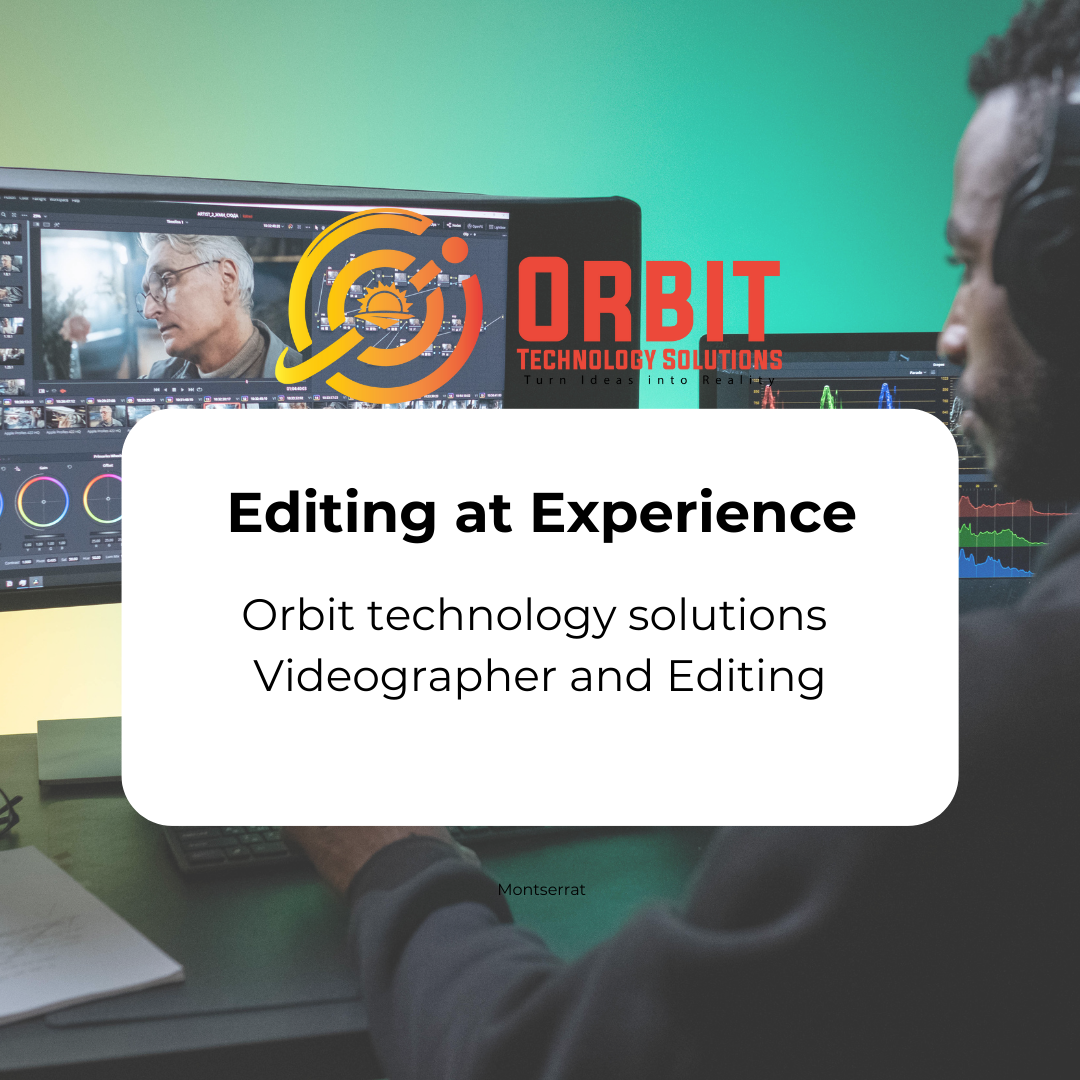 ORBIT
TECHNOLOGY SOLUTIONS
Turn Ideas into Reality
Editing at Experience
Orbit technology solutions
Videographer and Editing
Montserrat